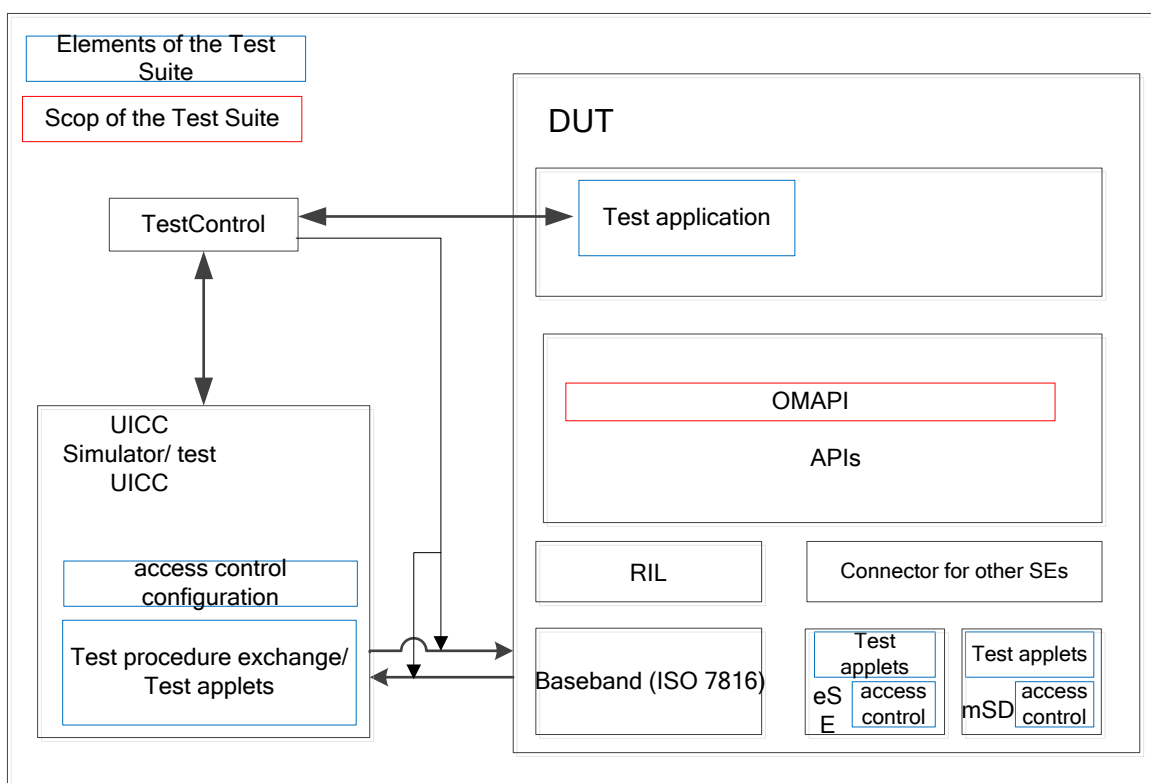 Elements of the Test
Suite
Scop of the Test Suite
DUT
TestControl
Test application
OMAPI
APIs
UICC
Simulator/ test
UICC
access control
configuration
Test procedure exchange/
Test applets
RIL
Connector for other SEs
Baseband (ISO 7816)
Test
applets
eS
E
access
control
Test applets
mSD
access
control